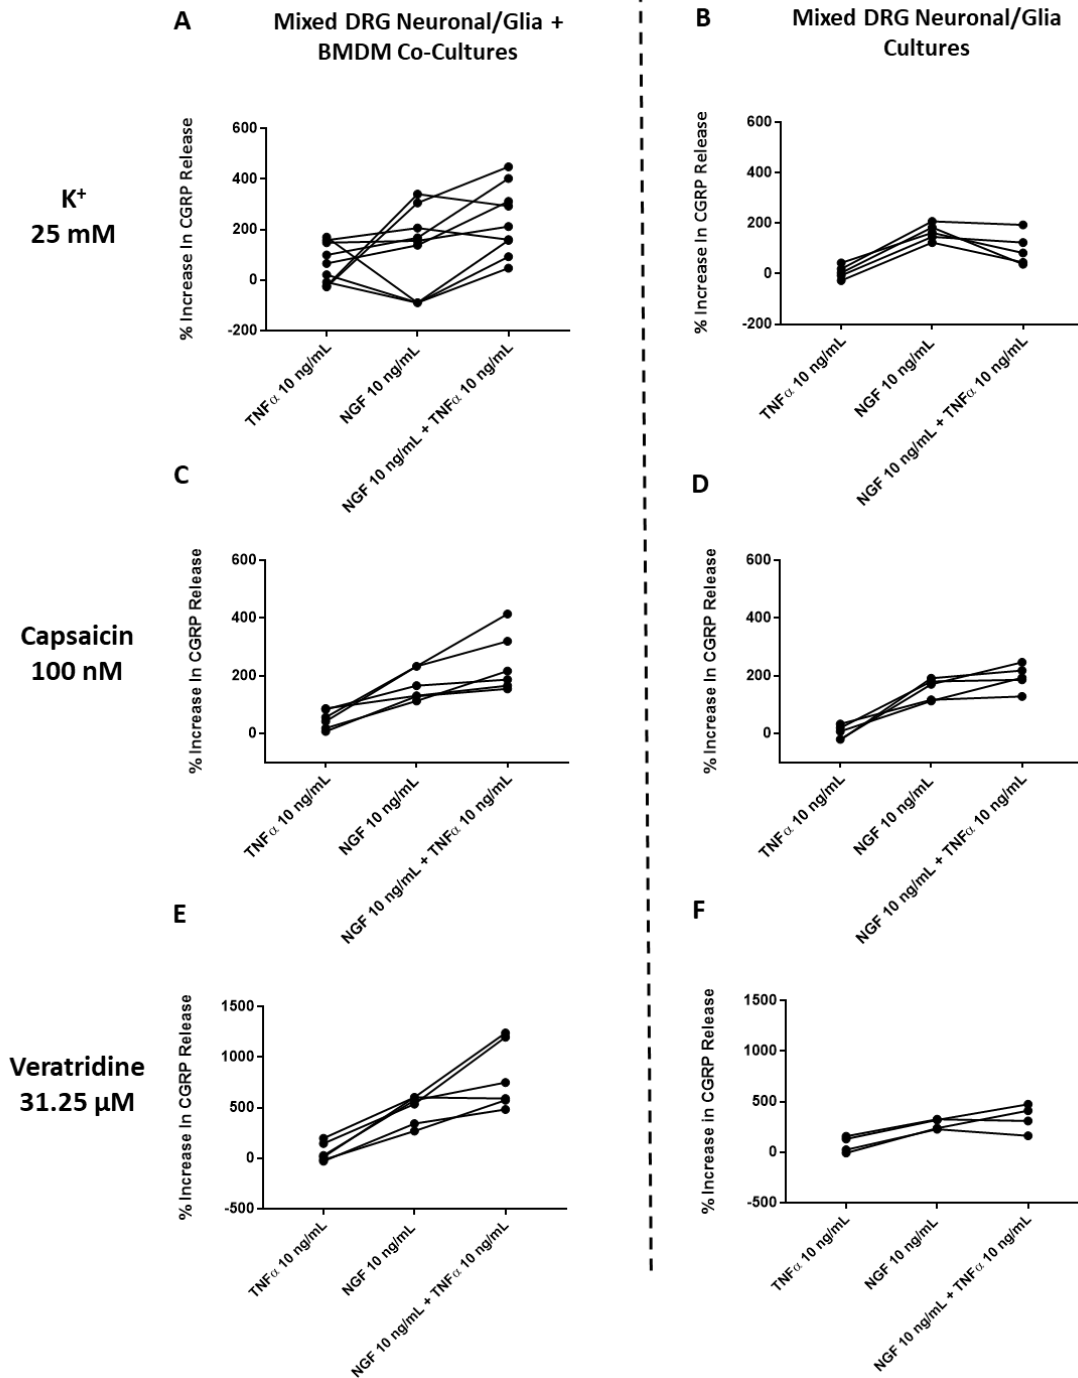 A
Mixed DRG Neuronal/Glia +
BMDM Co-Cultures
B
Mixed DRG Neuronal/Glia
Cultures
K+
25 mM
% Increase In CGRP Release
600
400
200
0
-200
TNFα 10 ng/mL
NGF 10 ng/mL
NGF 10 ng/mL + TNFα 10 ng/mL
% Increase In CGRP Release
600
400
200
0
-200
TNFα 10 ng/mL
NGF 10 ng/mL
NGF 10 ng/mL + TNFα 10 ng/mL
C
D
Capsaicin
100 nM
% Increase In CGRP Release
600
400
200
0
TNFα 10 ng/mL
NGF 10 ng/mL
NGF 10 ng/mL + TNFα 10 ng/mL
% Increase In CGRP Release
600
400
200
0
TNFα 10 ng/mL
NGF 10 ng/mL
NGF 10 ng/mL + TNFα 10 ng/mL
E
F
Veratridine
31.25 µM
% Increase In CGRP Release
1500
1000
500
0
-500
TNFα 10 ng/mL
NGF 10 ng/mL
NGF 10 ng/mL + TNFα 10 ng/mL
% Increase in CGRP Release
1500
1000
500
0
-500
TNFα 10 ng/mL
NGF 10 ng/mL
NGF 10 ng/mL + TNFα 10 ng/mL